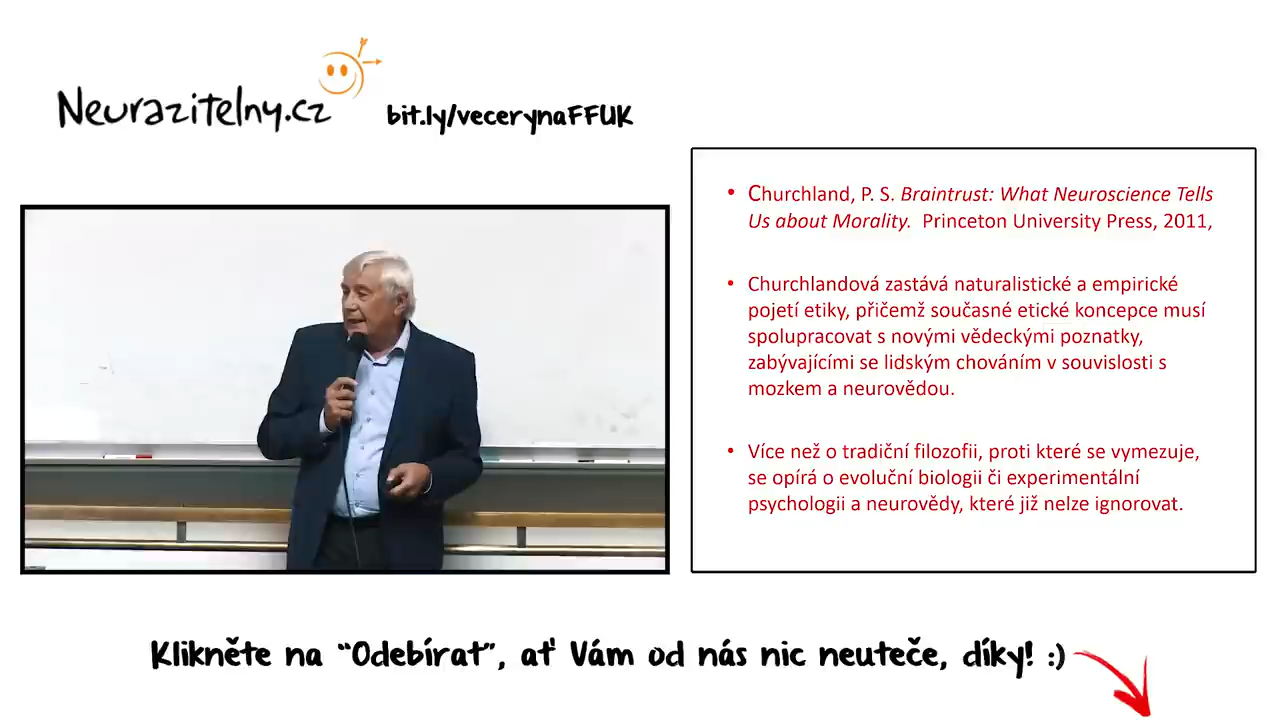 Neurazitelny.cz
bit.ly/vecerynaFFUK
• Churchland, P. S. Braintrust: What Neuroscience Tells
Us about Morality. Princeton University Press, 2011,
• Churchlandová zastává naturalistické a empirické
pojetí etiky, přičemž současné etické koncepce musí
spolupracovat s novými vědeckými poznatky,
zabývajícími se lidským chováním v souvislosti s
mozkem a neurovědou.
• Více než o tradiční filozofii, proti které se vymezuje,
se opírá o evoluční biologii či experimentální
psychologii a neurovědy, které již nelze ignorovat.
Klikněte na “Odebírat”, ať Vám od nás nic neuteče, díky! :)